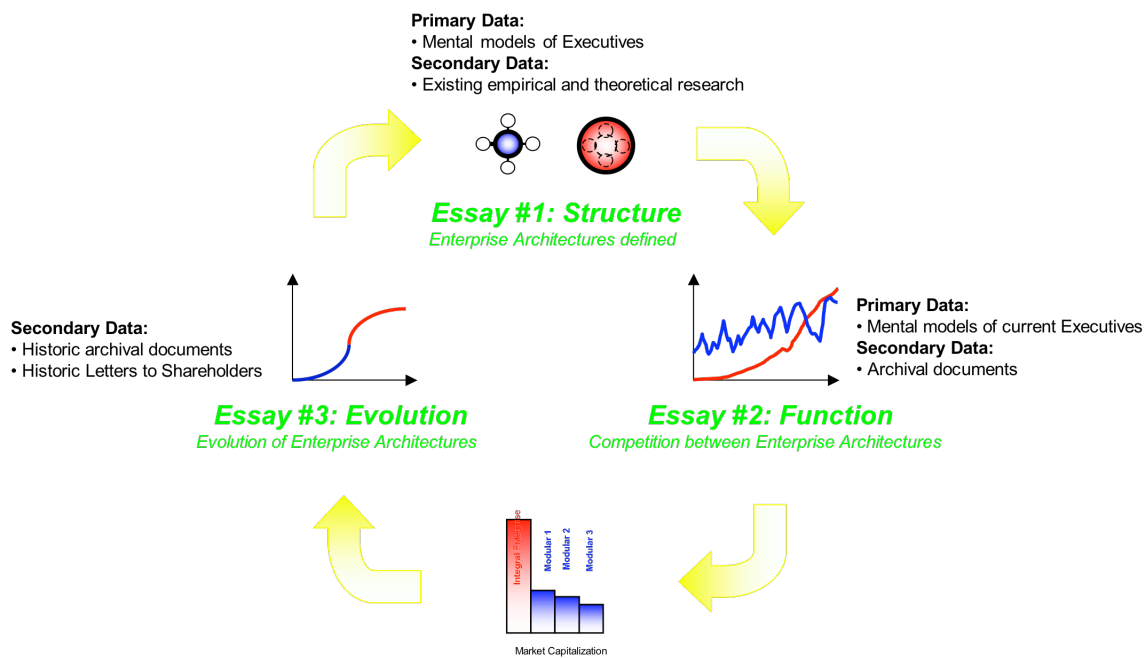 Primary Data:
• Mental models of Executives
Secondary Data:
• Existing empirical and theoretical research
Essay #1: Structure
Enterprise Architectures defined
Secondary Data:
• Historic archival documents
• Historic Letters to Shareholders
Primary Data:
• Mental models of current Executives
Secondary Data:
• Archival documents
Essay #3: Evolution
Evolution of Enterprise Architectures
Essay #2: Function
Competition between Enterprise Architectures
Integral
Modular 1
Modular 2
Modular 3
Market Capitalization